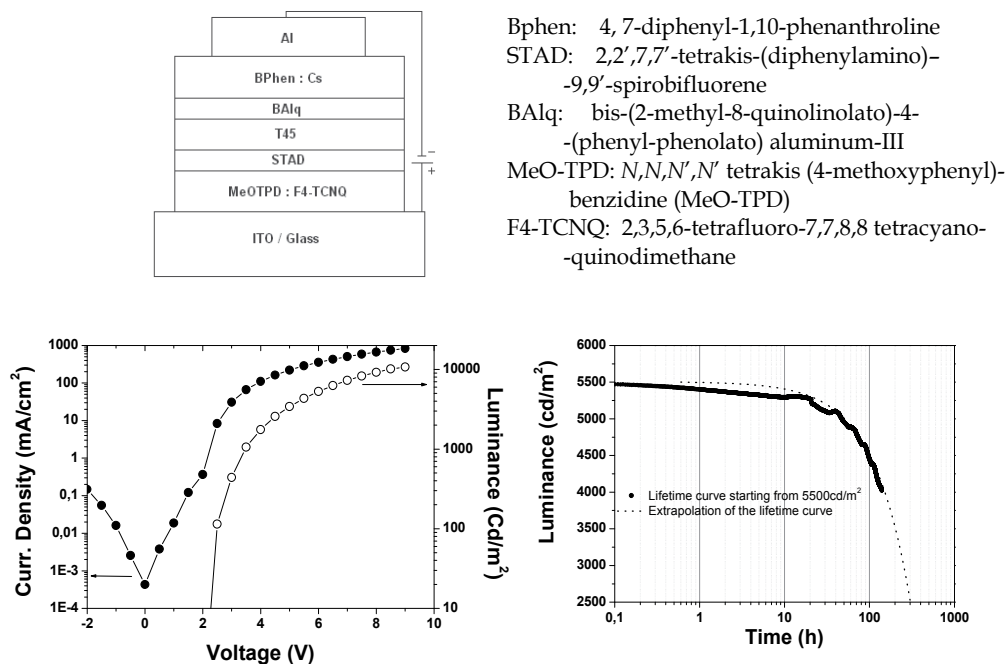 Al
BPhen : Cs
BAlq
T45
STAD
MeOTPD : F4-TCNQ
ITO / Glass
−
+
Bphen: 4, 7-diphenyl-1,10-phenanthroline
STAD: 2,2’,7,7’-tetrakis-(diphenylamino)–
-9,9’-spirobifluorene
BAlq: bis-(2-methyl-8-quinolinolato)-4-
-(phenyl-phenolato) aluminum-III
MeO-TPD: N,N,N’,N’ tetrakis (4-methoxyphenyl)-
benzidine (MeO-TPD)
F4-TCNQ: 2,3,5,6-tetrafluoro-7,7,8,8 tetracyano-
-quinodimethane
Curr. Density (mA/cm²)
1000
100
10
1
0,1
0,01
1E-3
1E-4
-2 0 2 4 6 8 10
Voltage (V)
10000
1000
100
10
Luminance (Cd/m²)
Luminance (cd/m²)
6000
5500
5000
4500
4000
3500
3000
2500
Lifetime curve starting from 5500cd/m²
Extrapolation of the lifetime curve
0,1 1 10 100 1000
Time (h)